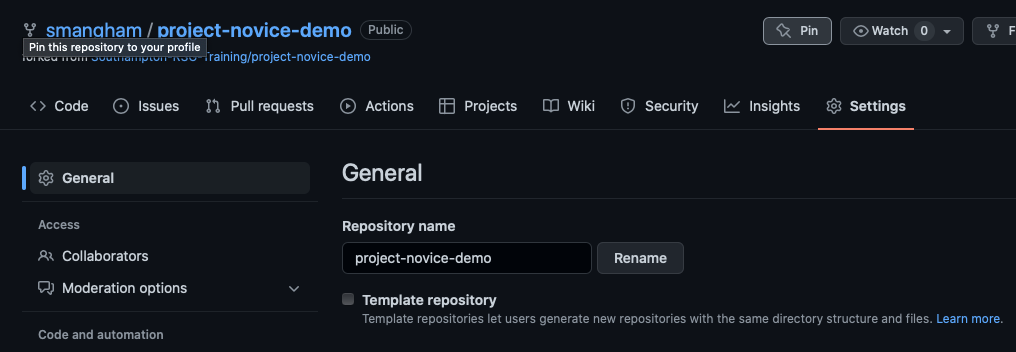 smangham / project-novice-demo Public
Pin this repository to your profile
forked from Southampton-RSG-Training/project-novice-demo
Pin
Watch 0
F
Code Issues Pull requests Actions Projects Wiki Security Insights Settings
General
Access
Collaborators
Moderation options
Code and automation
General
Repository name
project-novice-demo Rename
Template repository
Template repositories let users generate new repositories with the same directory structure and files. Learn more.